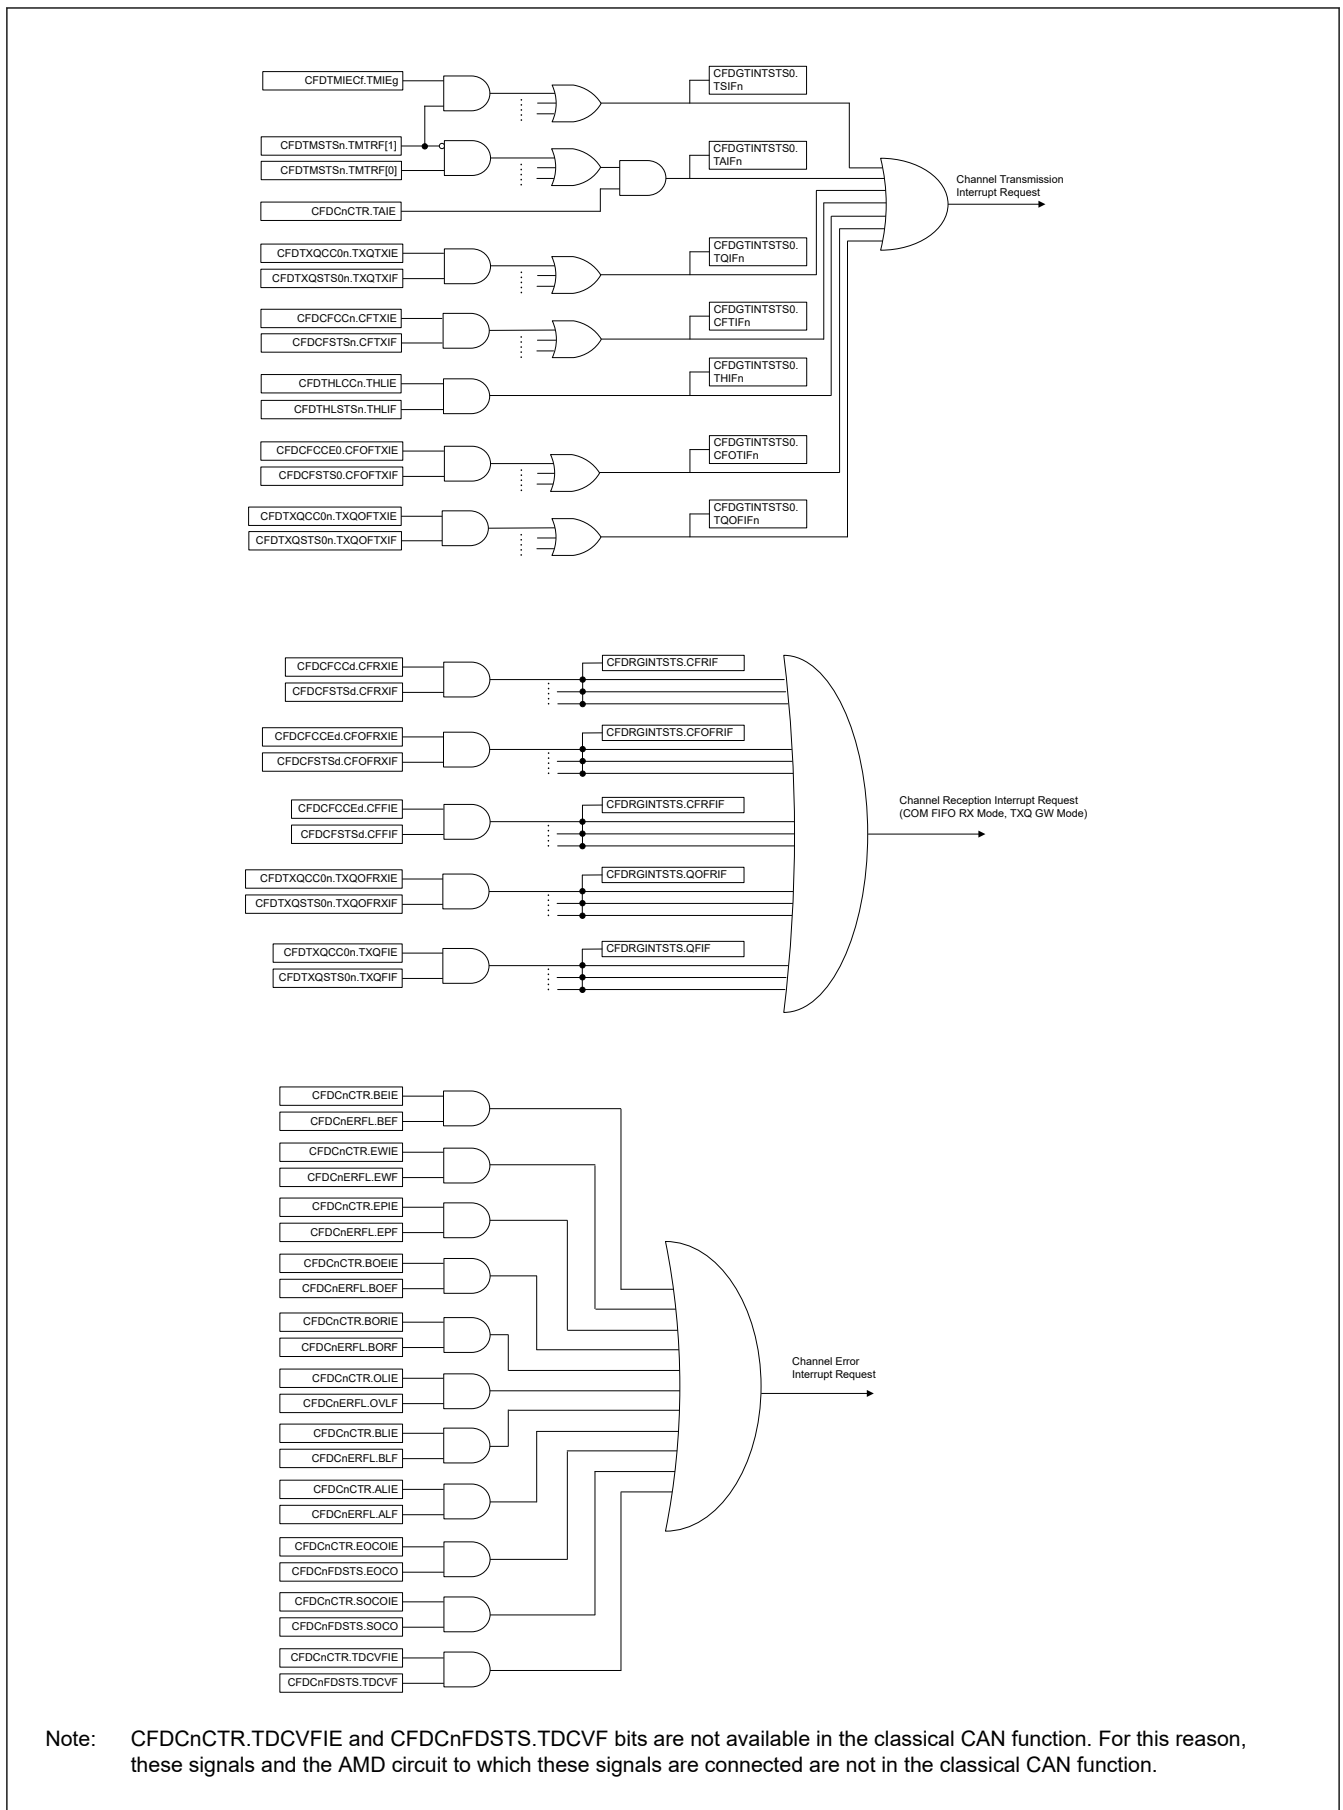 CFDTMIECf.TMIEg
CFDGTINTSTS0.
TSIFn
CFDTMSTSn.TMTRF[1]
CFDTMSTSn.TMTRF[0]
CFDGTINTSTS0.
TAIFn
CFDCnCTR.TAIE
Channel Transmission
Interrupt Request
CFDTXQCC0n.TXQTXIE
CFDTXQSTS0n.TXQTXIF
CFDGTINTSTS0.
TQIFn
CFDCFCCn.CFTXIE
CFDCFSTSn.CFTXIF
CFDGTINTSTS0.
CFTIFn
CFDTHLCCn.THLIE
CFDTHLSTSn.THLIF
CFDGTINTSTS0.
THIFn
CFDCFCCE0.CFOFTXIE
CFDCFSTS0.CFOFTXIF
CFDGTINTSTS0.
CFOTIFn
CFDTXQCC0n.TXQOFTXIE
CFDTXQSTS0n.TXQOFTXIF
CFDGTINTSTS0.
TQOFIFn
CFDCFCCd.CFRXIE
CFDCFSTSd.CFRXIF
CFDRGINTSTS.CFRIF
CFDCFCCEd.CFOFRXIE
CFDCFSTSd.CFOFRXIF
CFDRGINTSTS.CFOFRIF
CFDCFCCEd.CFFIE
CFDCFSTSd.CFFIF
CFDRGINTSTS.CFRFIF
Channel Reception Interrupt Request
(COM FIFO RX Mode, TXQ GW Mode)
CFDTXQCC0n.TXQOFRXIE
CFDTXQSTS0n.TXQOFRXIF
CFDRGINTSTS.QOFRIF
CFDTXQCC0n.TXQFIE
CFDTXQSTS0n.TXQFIF
CFDRGINTSTS.QFIF
CFDCnCTR.BEIE
CFDCnERFL.BEF
CFDCnCTR.EWIE
CFDCnERFL.EWF
CFDCnCTR.EPIE
CFDCnERFL.EPF
CFDCnCTR.BOEIE
CFDCnERFL.BOEF
CFDCnCTR.BORIE
CFDCnERFL.BORF
CFDCnCTR.OLIE
CFDCnERFL.OVLF
Channel Error
Interrupt Request
CFDCnCTR.BLIE
CFDCnERFL.BLF
CFDCnCTR.ALIE
CFDCnERFL.ALF
CFDCnCTR.EOCOIE
CFDCnFDSTS.EOCO
CFDCnCTR.SOCOIE
CFDCnFDSTS.SOCO
CFDCnCTR.TDCVFIE
CFDCnFDSTS.TDCVF
Note: CFDCnCTR.TDCVFIE and CFDCnFDSTS.TDCVF bits are not available in the classical CAN function. For this reason,
these signals and the AMD circuit to which these signals are connected are not in the classical CAN function.